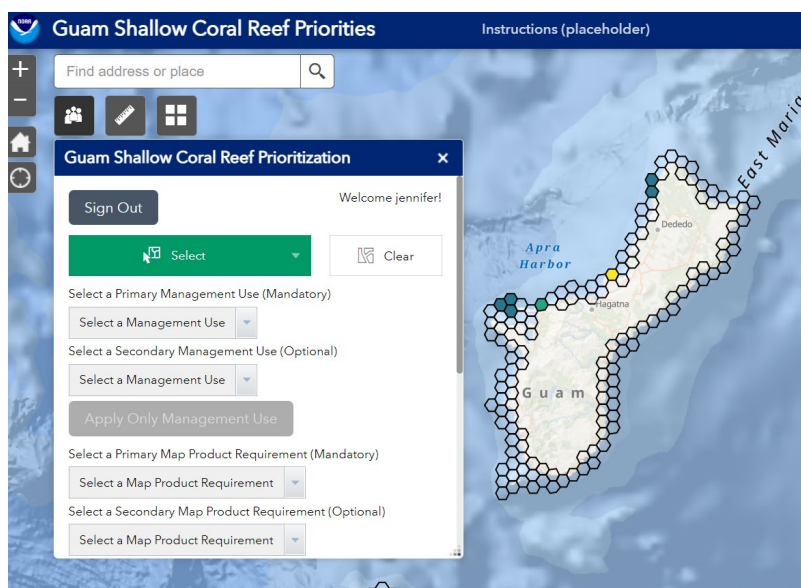 NOAA
Guam Shallow Coral Reef Priorities
Instructions (placeholder)
+
Find address or place
−
Guam Shallow Coral Reef Prioritization
×
Sign Out
Welcome jennifer!
Select
Clear
Select a Primary Management Use (Mandatory)
Select a Management Use
Select a Secondary Management Use (Optional)
Select a Management Use
Apply Only Management Use
Select a Primary Map Product Requirement (Mandatory)
Select a Map Product Requirement
Select a Secondary Map Product Requirement (Optional)
Select a Map Product Requirement
East Maria
Dededo
Apra
Harbor
Hagatna
Guam